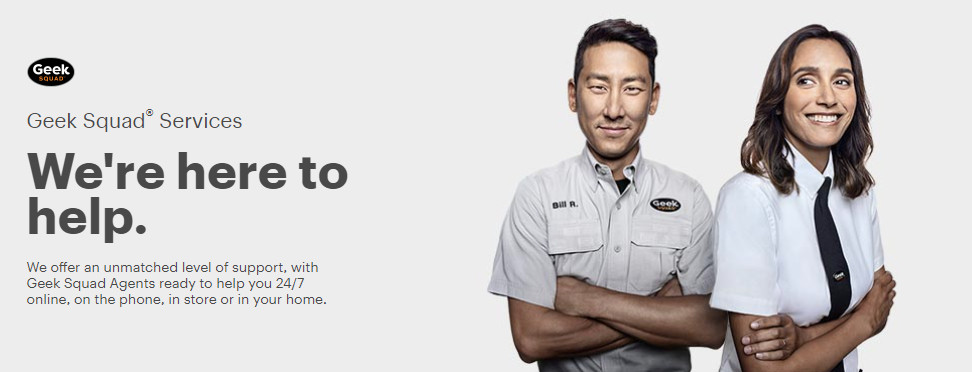 Geek
SQUAD
Geek Squad® Services
We're here to
help.
We offer an unmatched level of support, with
Geek Squad Agents ready to help you 24/7
online, on the phone, in store or in your home.
Bill R.
Geek
SQUAD
Geek